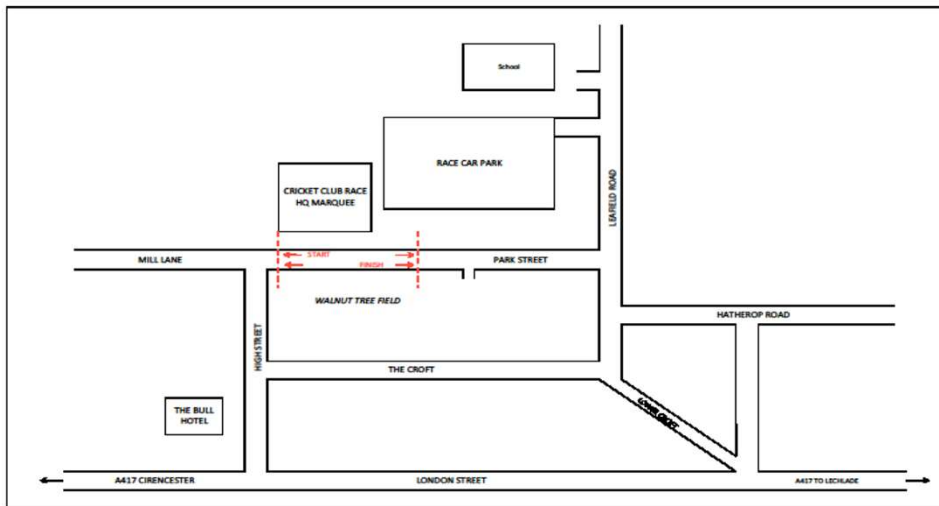 School
RACE CAR PARK
CRICKET CLUB RACE
HQ MARQUEE
LEAFIELD ROAD
START
MILL LANE
FINISH
PARK STREET
WALNUT TREE FIELD
HATHEROP ROAD
HIGH STREET
THE CROFT
LOWER CROFT
THE BULL
HOTEL
A417 CIRENCESTER
LONDON STREET
A417 TO LECHLADE